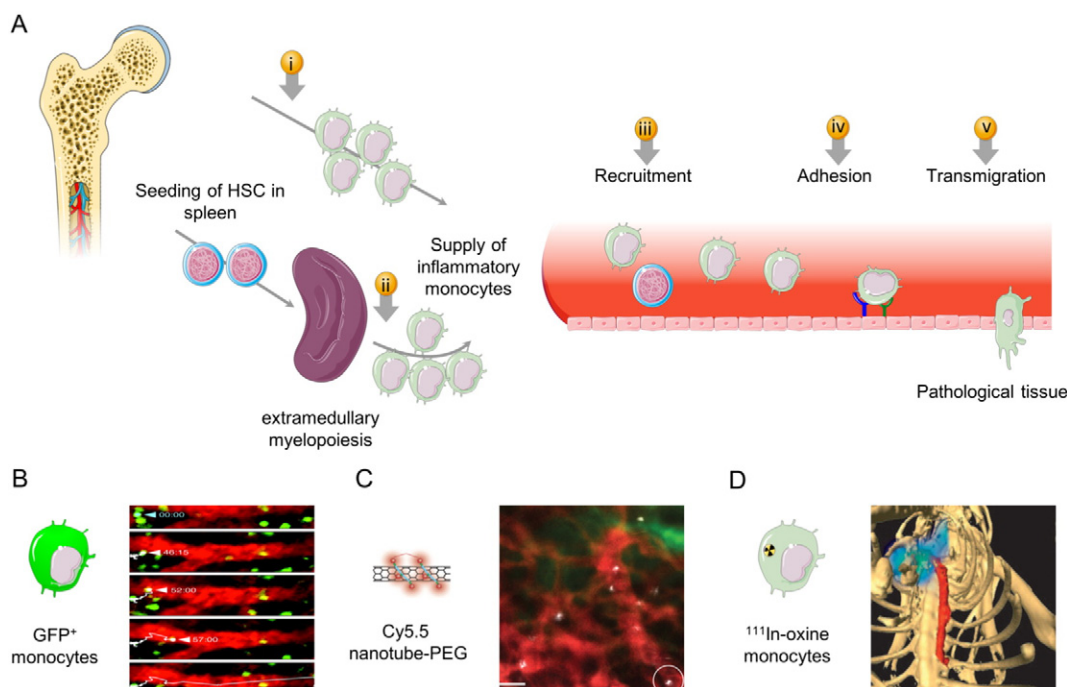 A
i
iii
iv
v
Recruitment
Adhesion
Transmigration
Seeding of HSC in
spleen
Supply of
inflammatory
monocytes
ii
Pathological tissue
extramedullary
myelopoiesis
B
C
D
00:00
46:15
52:00
57:00
GFP⁺
monocytes
Cy5.5
nanotube-PEG
¹¹¹In-oxine
monocytes